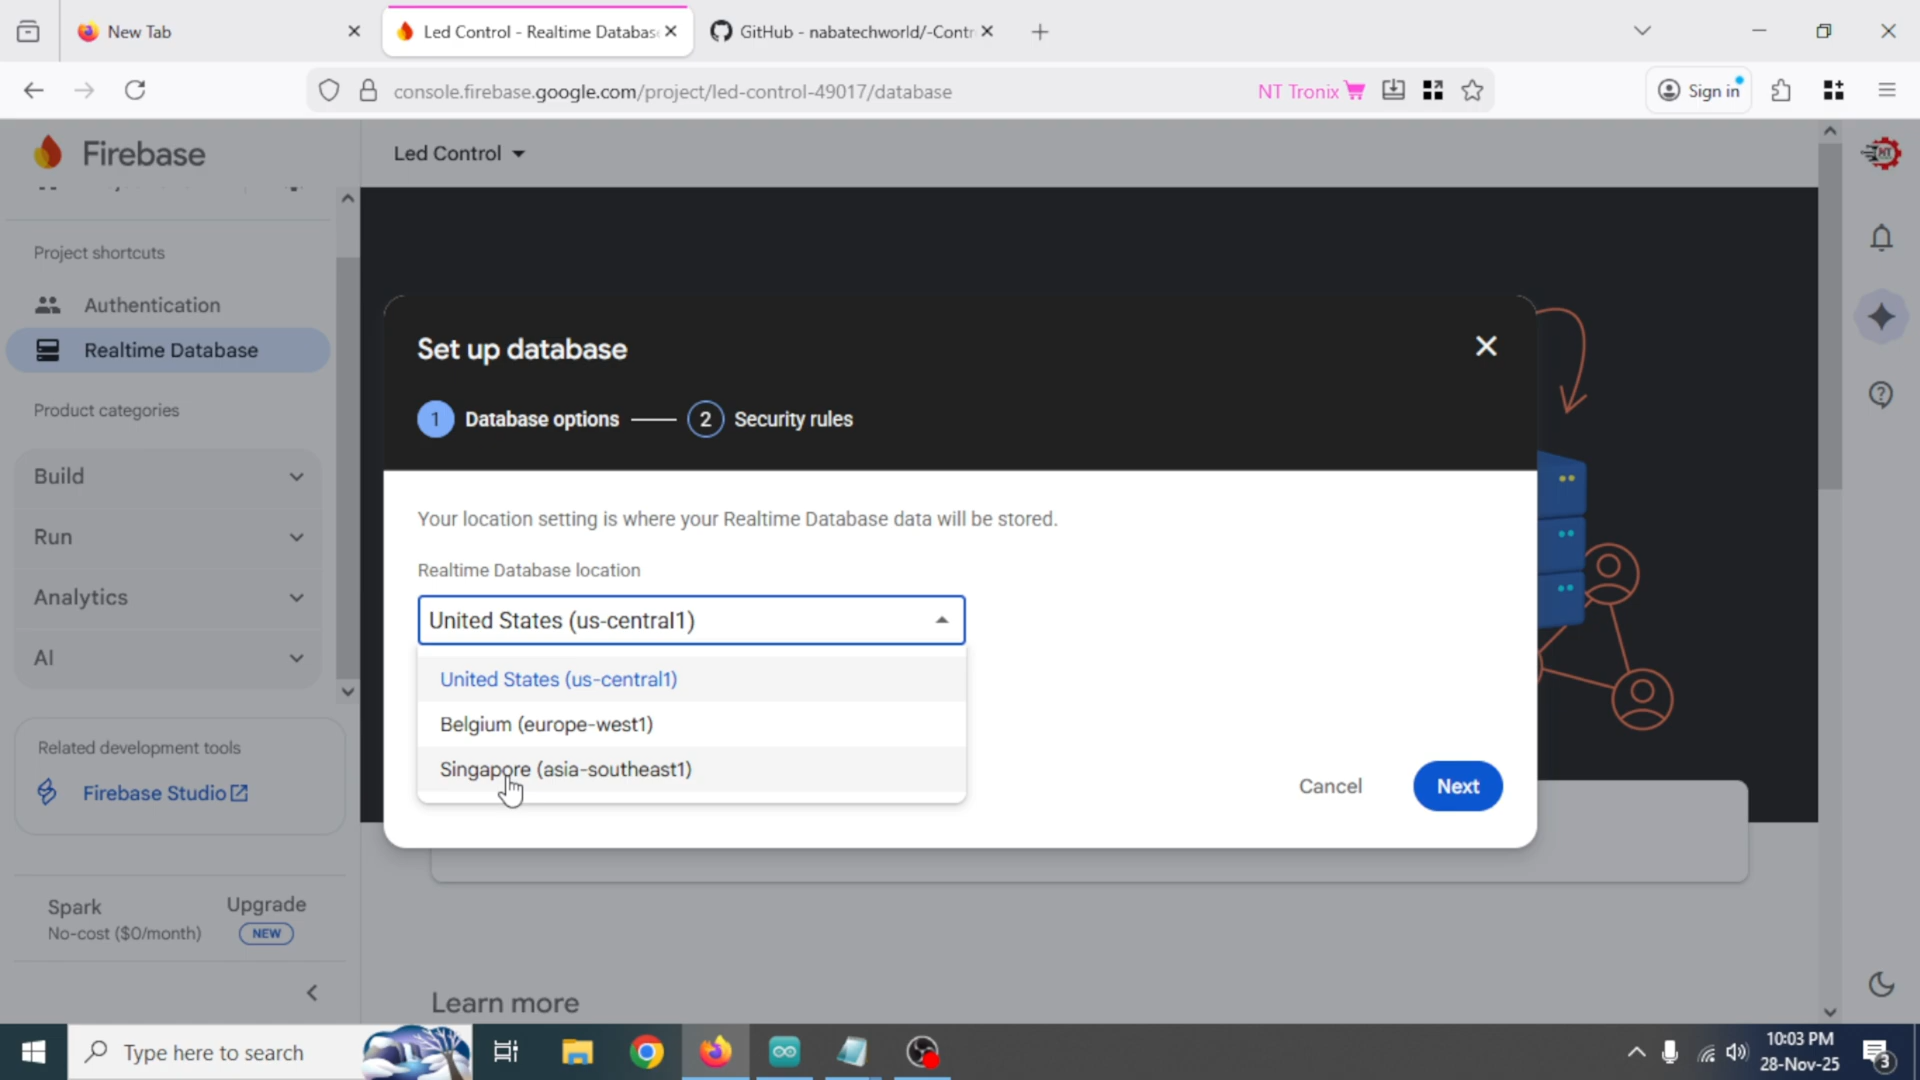 New Tab
Led Control - Realtime Databas
GitHub - nabatechworld/-Contr
console.firebase.google.com/project/led-control-49017/database
NT Tronix
Sign in
Firebase
Led Control
Project shortcuts
Authentication
Realtime Database
Product categories
Build
Run
Analytics
AI
Related development tools
Firebase Studio
Spark
No-cost ($0/month)
Upgrade
NEW
Set up database
1 Database options
2 Security rules
Your location setting is where your Realtime Database data will be stored.
Realtime Database location
United States (us-central1)
United States (us-central1)
Belgium (europe-west1)
Singapore (asia-southeast1)
Cancel
Next
Learn more
Type here to search
10:03 PM
28-Nov-25
3